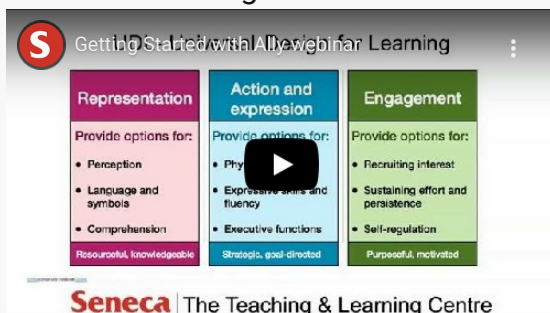 S
Getting Started with Ally webinar
UDL: Universal Design for Learning
Representation
Provide options for:
• Perception
• Language and
symbols
• Comprehension
Resourceful, knowledgeable
Action and
expression
Provide options for:
• Expressive skills and
fluency
• Executive functions
Strategic, goal-directed
Engagement
Provide options for:
• Recruiting interest
• Sustaining effort and
persistence
• Self-regulation
Purposeful, motivated
Seneca | The Teaching & Learning Centre